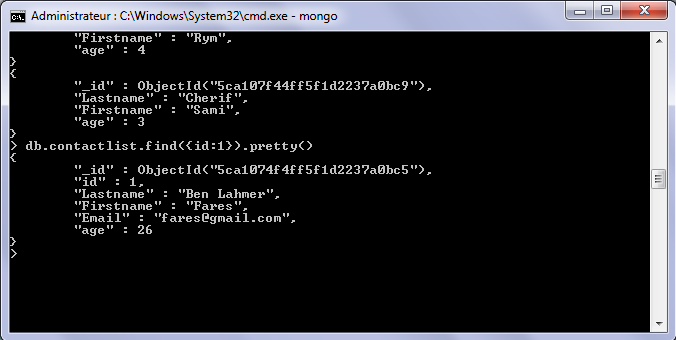 Administrateur : C:\Windows\System32\cmd.exe - mongo
"Firstname" : "Rym",
"age" : 4
}
{
"_id" : ObjectId("5ca107f44ff5f1d2237a0bc9"),
"Lastname" : "Cherif",
"Firstname" : "Sami",
"age" : 3
}
> db.contactlist.find({id:1}).pretty()
{
"_id" : ObjectId("5ca1074f4ff5f1d2237a0bc5"),
"id" : 1,
"Lastname" : "Ben Lahmer",
"Firstname" : "Fares",
"Email" : "fares@gmail.com",
"age" : 26
}
>